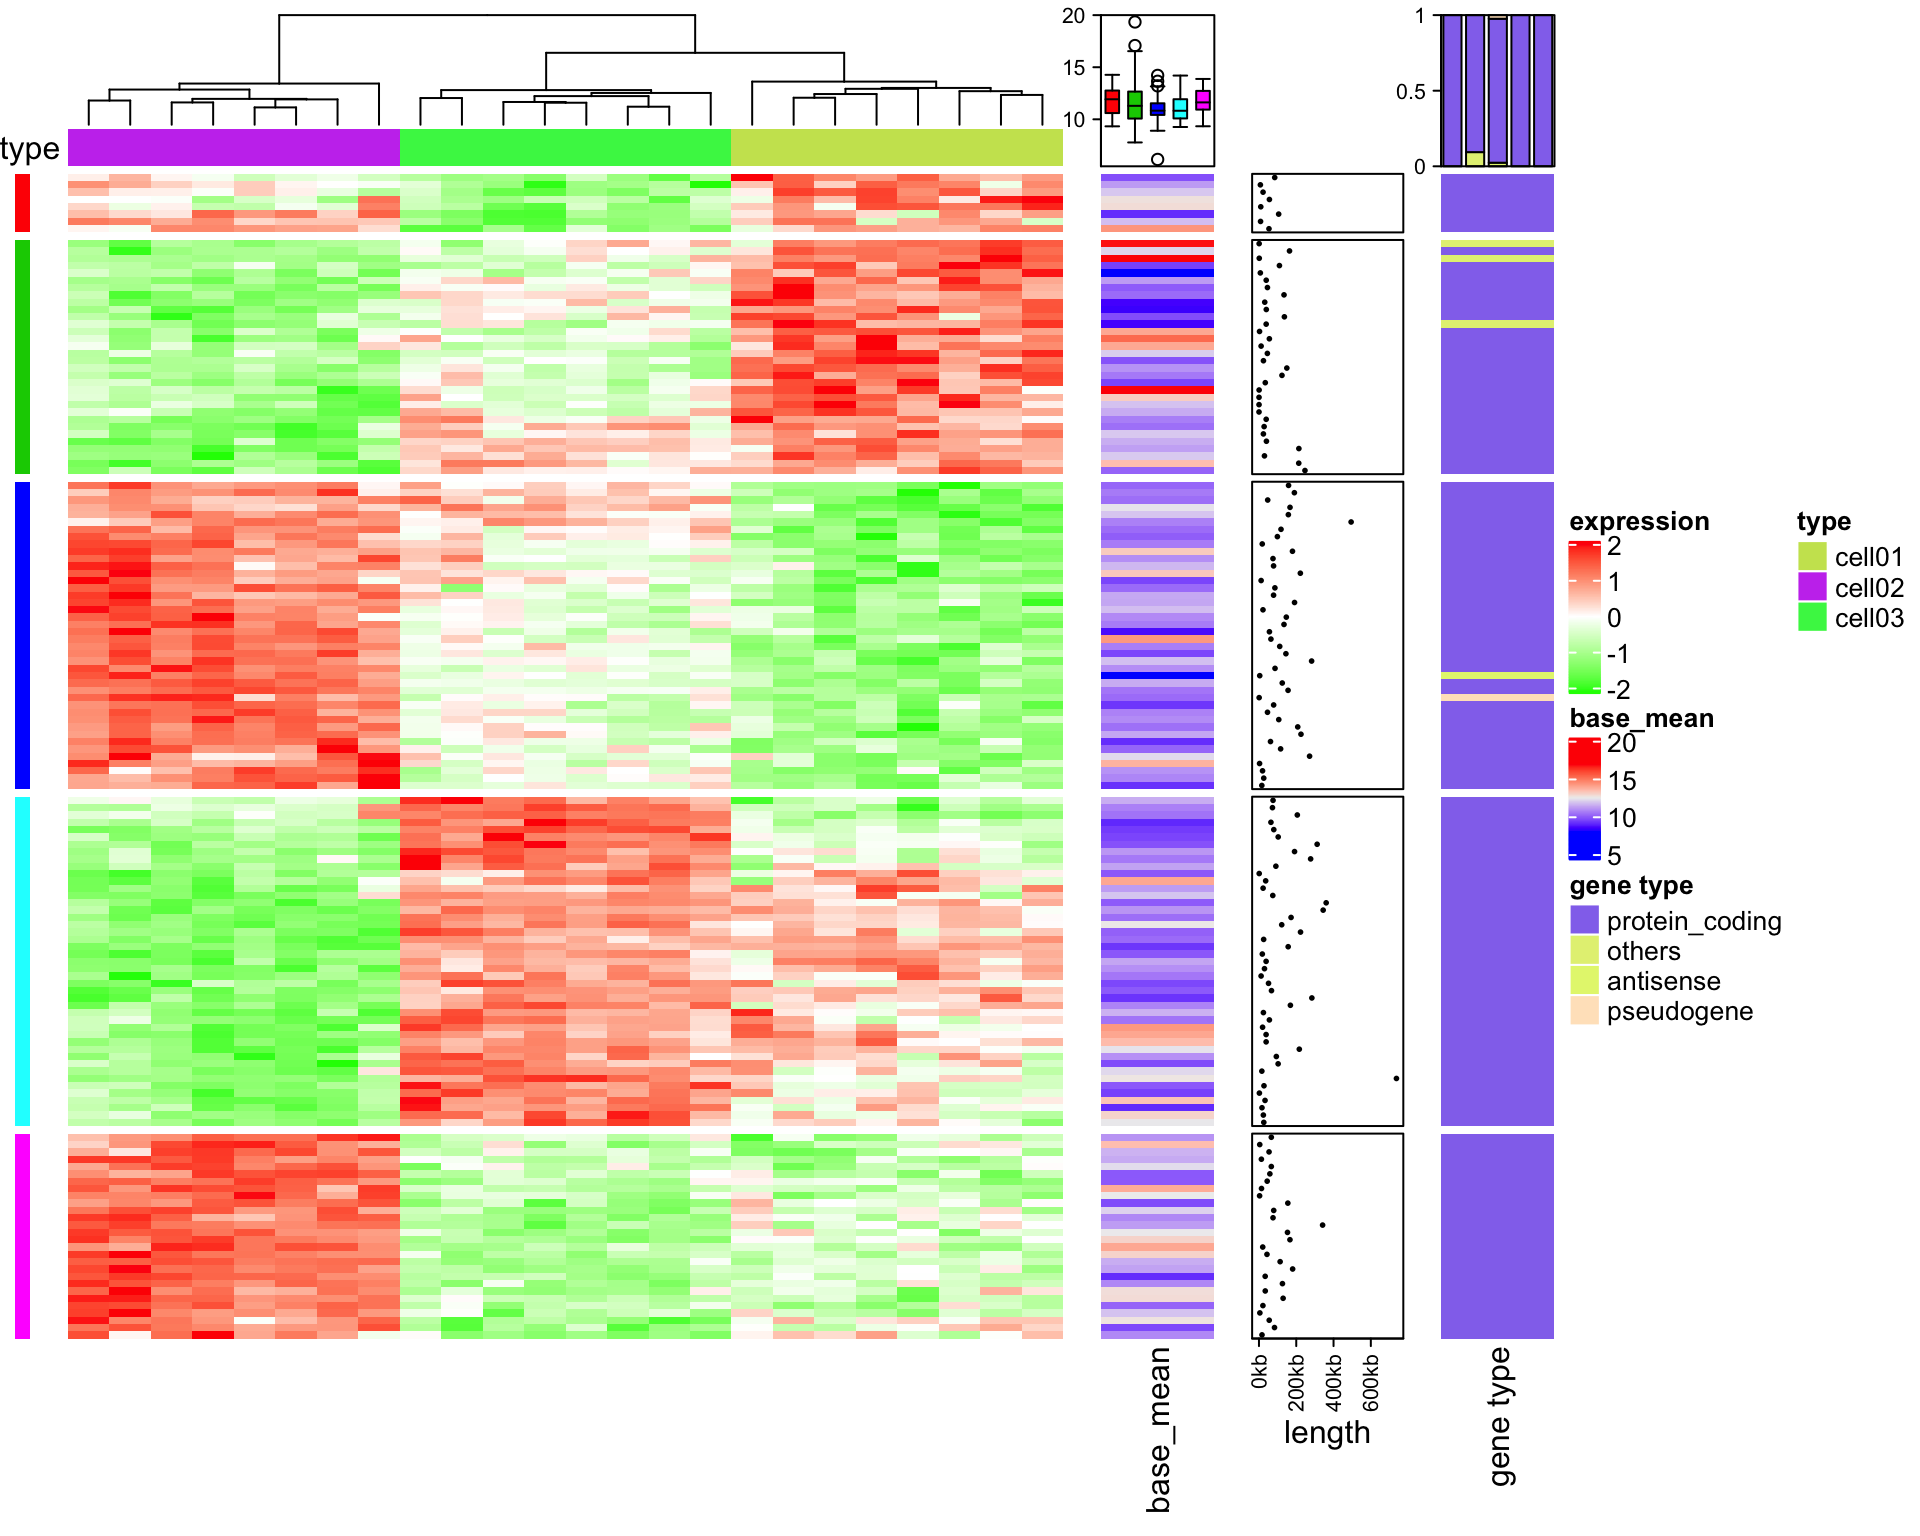 type
20
15
10
1
0.5
0
expression
2
1
0
-1
-2
base_mean
20
15
10
5
gene type
protein_coding
others
antisense
pseudogene
type
cell01
cell02
cell03
base_mean
0kb
200kb
400kb
600kb
length
gene type